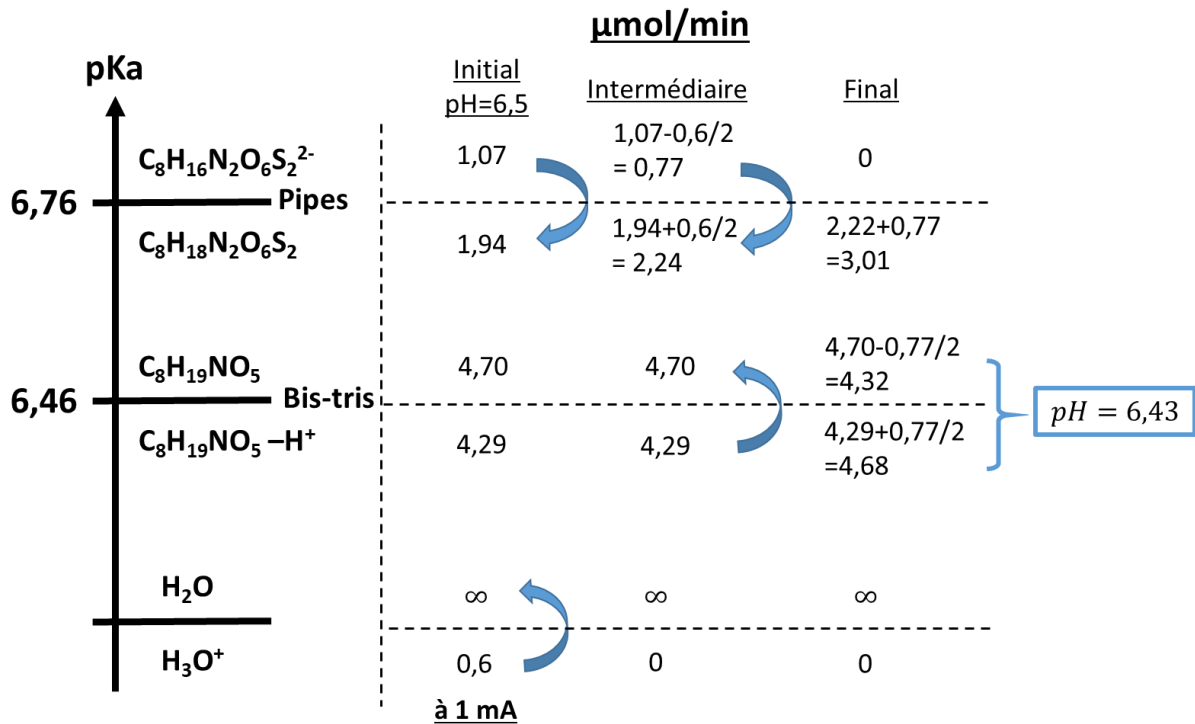 µmol/min
pKa
Initial
pH=6,5
Intermédiaire
Final
C₈H₁₆N₂O₆S₂²⁻
1,07
1,07-0,6/2
= 0,77
0
6,76
Pipes
C₈H₁₈N₂O₆S₂
1,94
1,94+0,6/2
= 2,24
2,22+0,77
=3,01
C₈H₁₉NO₅
4,70
4,70
4,70-0,77/2
=4,32
6,46
Bis-tris
pH = 6,43
C₈H₁₉NO₅ –H⁺
4,29
4,29
4,29+0,77/2
=4,68
H₂O
∞
∞
∞
H₃O⁺
0,6
0
0
à 1 mA